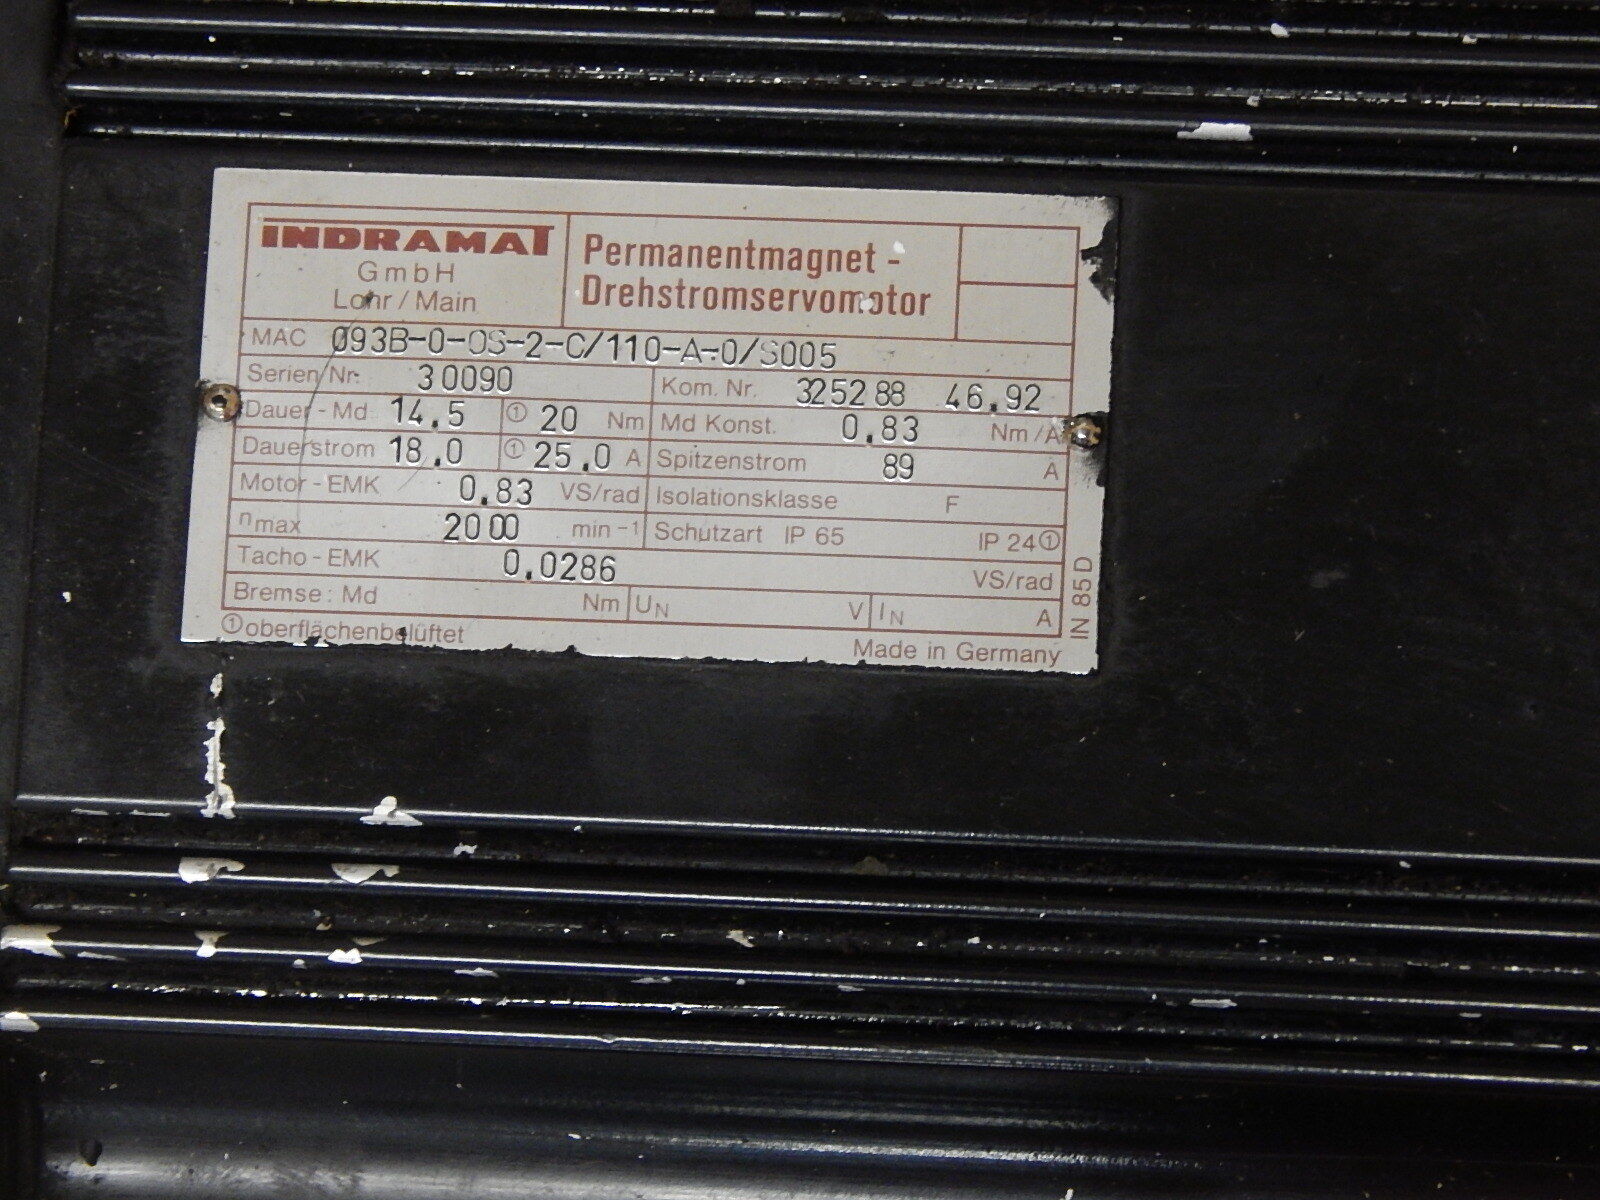 INDRAMAT
GmbH
Lohr / Main
Permanentmagnet -
Drehstromservomotor
MAC 093B-0-OS-2-C/110-A-0/S005
Serien Nr. 30090 Kom. Nr. 325288 46.92
Dauer - Md 14.5 ① 20 Nm Md Konst. 0.83 Nm/A
Dauerstrom 18.0 ① 25.0 A Spitzenstrom 89 A
Motor - EMK 0.83 VS/rad Isolationsklasse F
nmax 2000 min -1 Schutzart IP 65 IP 24①
Tacho - EMK 0.0286 VS/rad
Bremse: Md Nm UN V IN A
①oberflächenbelüftet
Made in Germany
IN 85 D